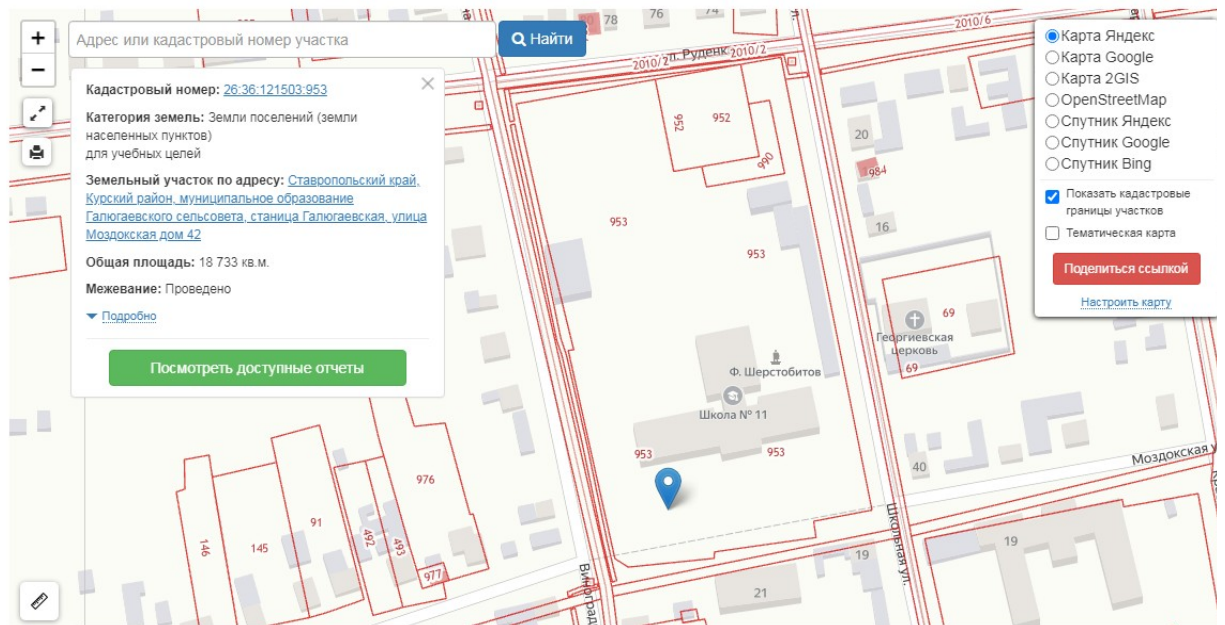 +
−
Адрес или кадастровый номер участка
Найти
Кадастровый номер: 26:36:121503:953
Категория земель: Земли поселений (земли
населенных пунктов)
для учебных целей
Земельный участок по адресу: Ставропольский край,
Курский район, муниципальное образование
Галюгаевского сельсовета, станица Галюгаевская, улица
Моздокская дом 42
Общая площадь: 18 733 кв.м.
Межевание: Проведено
Подробно
Посмотреть доступные отчеты
Карта Яндекс
Карта Google
Карта 2GIS
OpenStreetMap
Спутник Яндекс
Спутник Google
Спутник Bing
Показать кадастровые
границы участков
Тематическая карта
Поделиться ссылкой
Настроить карту
78
76
2010/6
2010/2
л. Руденк
2010/2
952
952
990
20
984
16
953
953
69
Георгиевская
церковь
69
Ф. Шерстобитов
Школа № 11
953
953
40
Моздокская у
976
91
492
493
145
146
977
Виноград
Школьная ул.
19
19
21